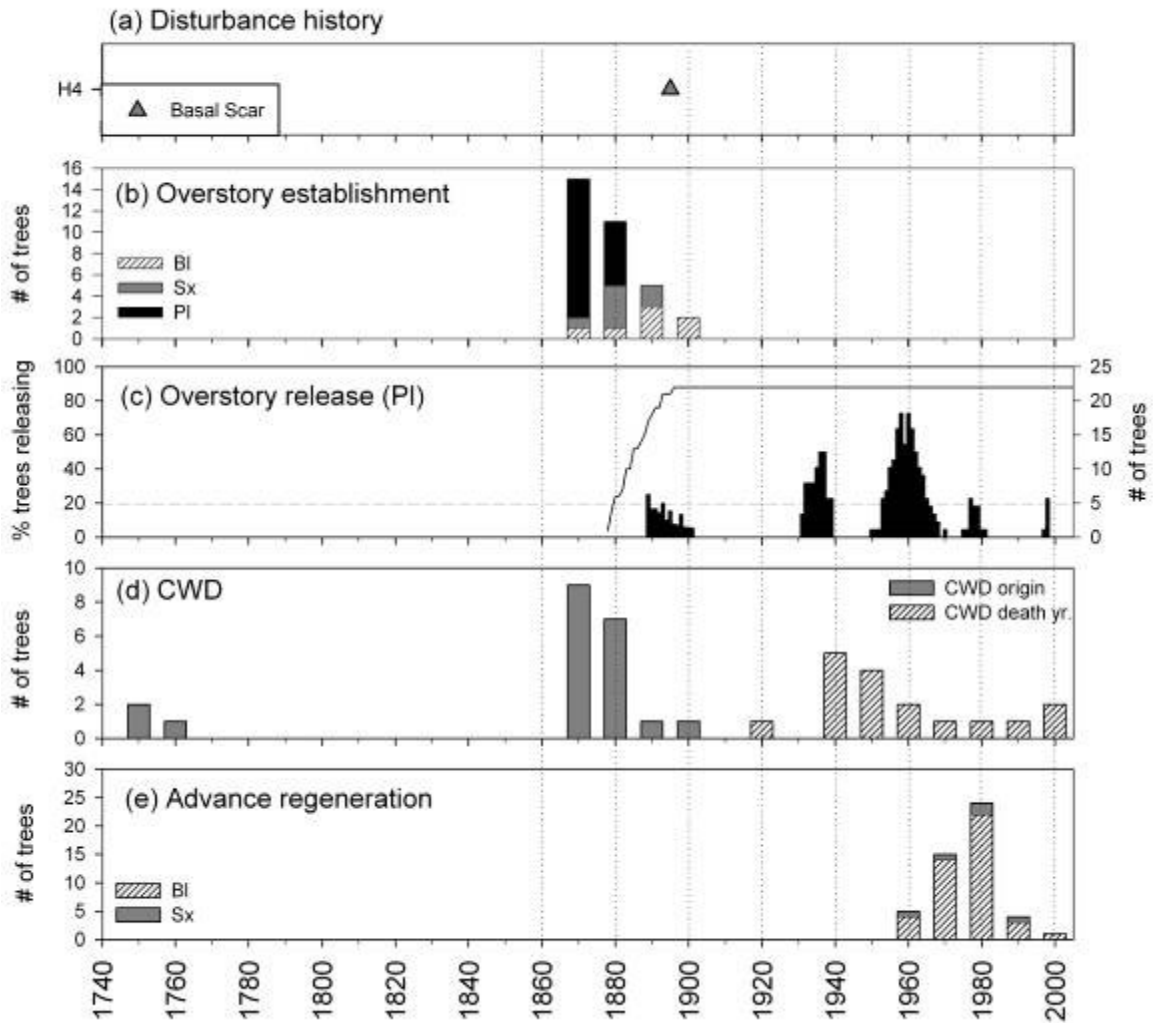 (a) Disturbance history
H4
Basal Scar
16
14
12
10
8
6
4
2
0
# of trees
(b) Overstory establishment
Bl
Sx
Pl
100
80
60
40
20
0
% trees releasing
(c) Overstory release (Pl)
25
20
15
10
5
0
# of trees
10
8
6
4
2
0
# of trees
(d) CWD
CWD origin
CWD death yr.
30
25
20
15
10
5
0
# of trees
(e) Advance regeneration
Bl
Sx
1740 1760 1780 1800 1820 1840 1860 1880 1900 1920 1940 1960 1980 2000